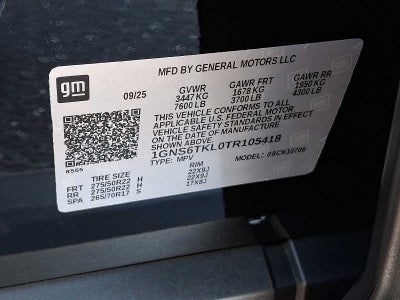 gm
MFD BY GENERAL MOTORS LLC
09/25
GVWR GAWR FRT GAWR RR
3447 KG 1678 KG 1950 KG
7600 LB 3700 LB 4300 LB
THIS VEHICLE CONFORMS TO ALL
APPLICABLE U.S. FEDERAL MOTOR
VEHICLE SAFETY STANDARDS IN EFFECT
ON THE DATE OF MANUFACTURE
SHOWN ABOVE.
1GNS6TKL0TR105418
8505
TYPE: MPV MODEL: 0SCK10706
TIRE SIZE RIM
FRT 275/50R22 H 22X9J
RR 275/50R22 H 22X9J
SPA 265/70R17 S 17X8J